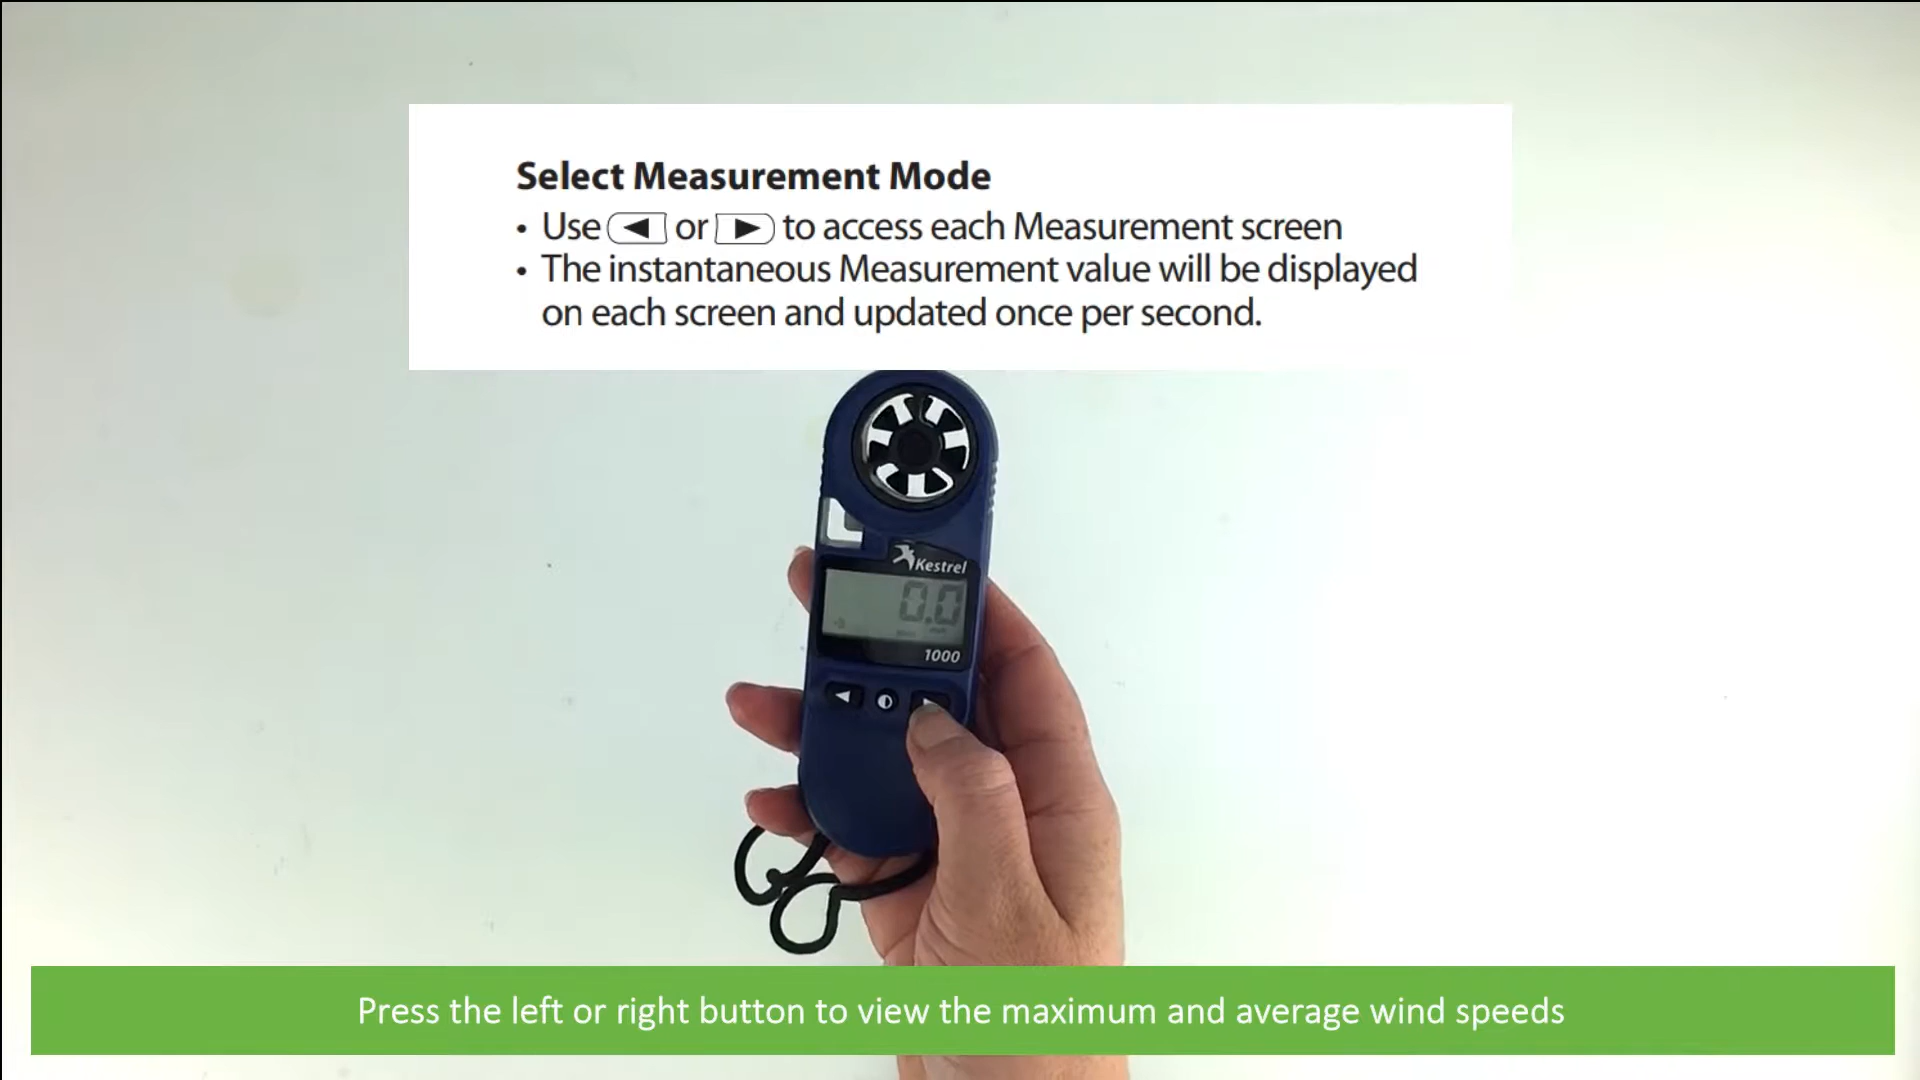 Select Measurement Mode
• Use ◀ or ▶ to access each Measurement screen
• The instantaneous Measurement value will be displayed
on each screen and updated once per second.
Kestrel
0.0
1000
Press the left or right button to view the maximum and average wind speeds